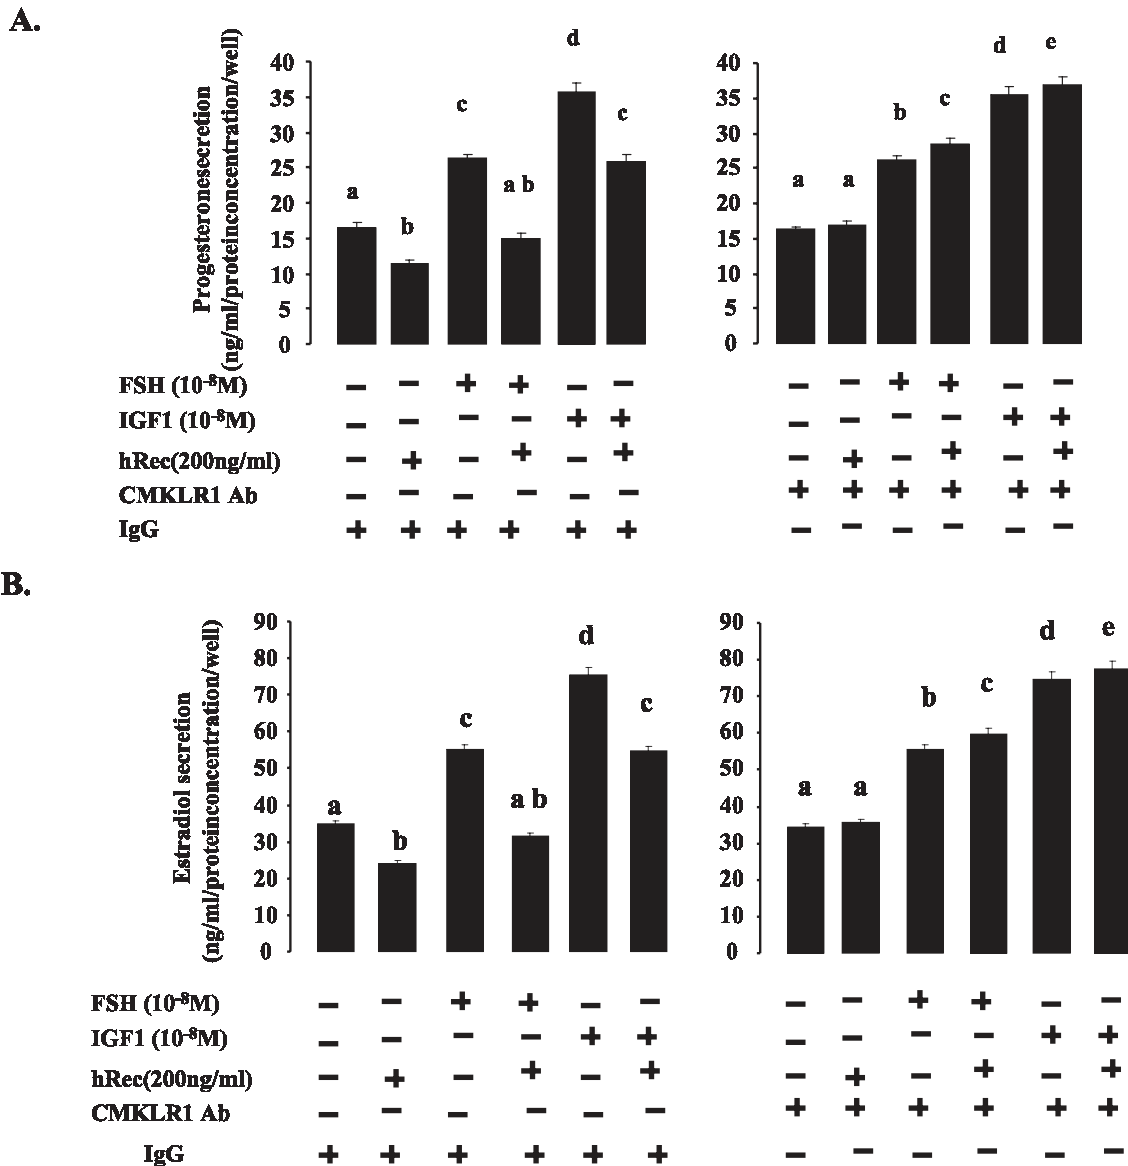 A.
Progesteronesecretion
(ng/ml/proteinconcentration/well)
40
35
30
25
20
15
10
5
0
a
b
c
a b
d
c
40
35
30
25
20
15
10
5
0
a
a
b
c
d
e
FSH (10⁻⁸M) − − + + − − − − + + − −
IGF1 (10⁻⁸M) − − − − + + − − − − + +
hRec(200ng/ml) − + − + − + − + − + − +
CMKLR1 Ab − − − − − − + + + + + +
IgG + + + + + + − − − − − −
B.
Estradiol secretion
(ng/ml/proteinconcentration/well)
90
80
70
60
50
40
30
20
10
0
a
b
c
a b
d
c
90
80
70
60
50
40
30
20
10
0
a
a
b
c
d
e
FSH (10⁻⁸M) − − + + − − − − + + − −
IGF1 (10⁻⁸M) − − − − + + − − − − + +
hRec(200ng/ml) − + − + − + − + − + − +
CMKLR1 Ab − − − − − − + + + + + +
IgG + + + + + + − − − − − −